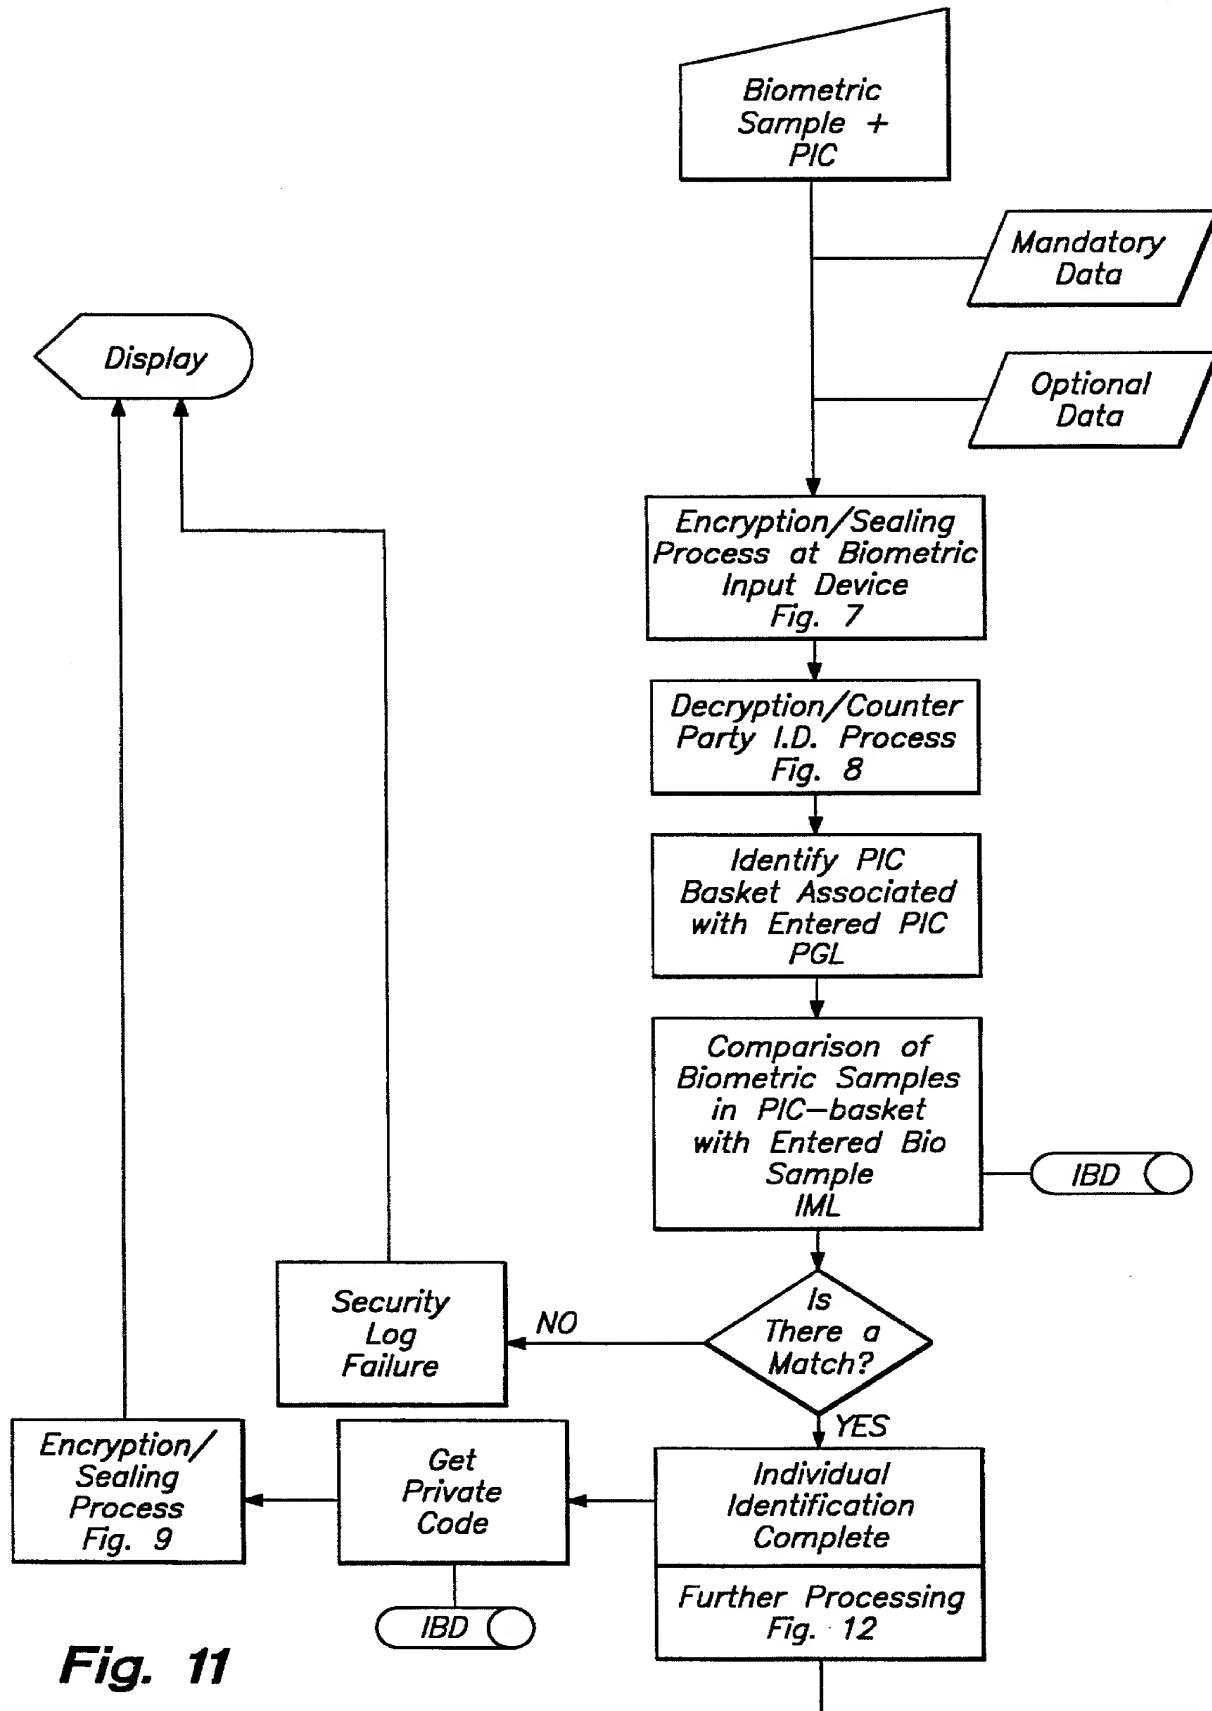 Biometric
Sample +
PIC
Mandatory
Data
Display
Optional
Data
Encryption/Sealing
Process at Biometric
Input Device
Fig. 7
Decryption/Counter
Party I.D. Process
Fig. 8
Identify PIC
Basket Associated
with Entered PIC
PGL
Comparison of
Biometric Samples
in PIC-basket
with Entered Bio
Sample
IML
IBD
Is
There a
Match?
NO
Security
Log
Failure
YES
Individual
Identification
Complete
Get
Private
Code
Encryption/
Sealing
Process
Fig. 9
Further Processing
Fig. 12
IBD
Fig. 11